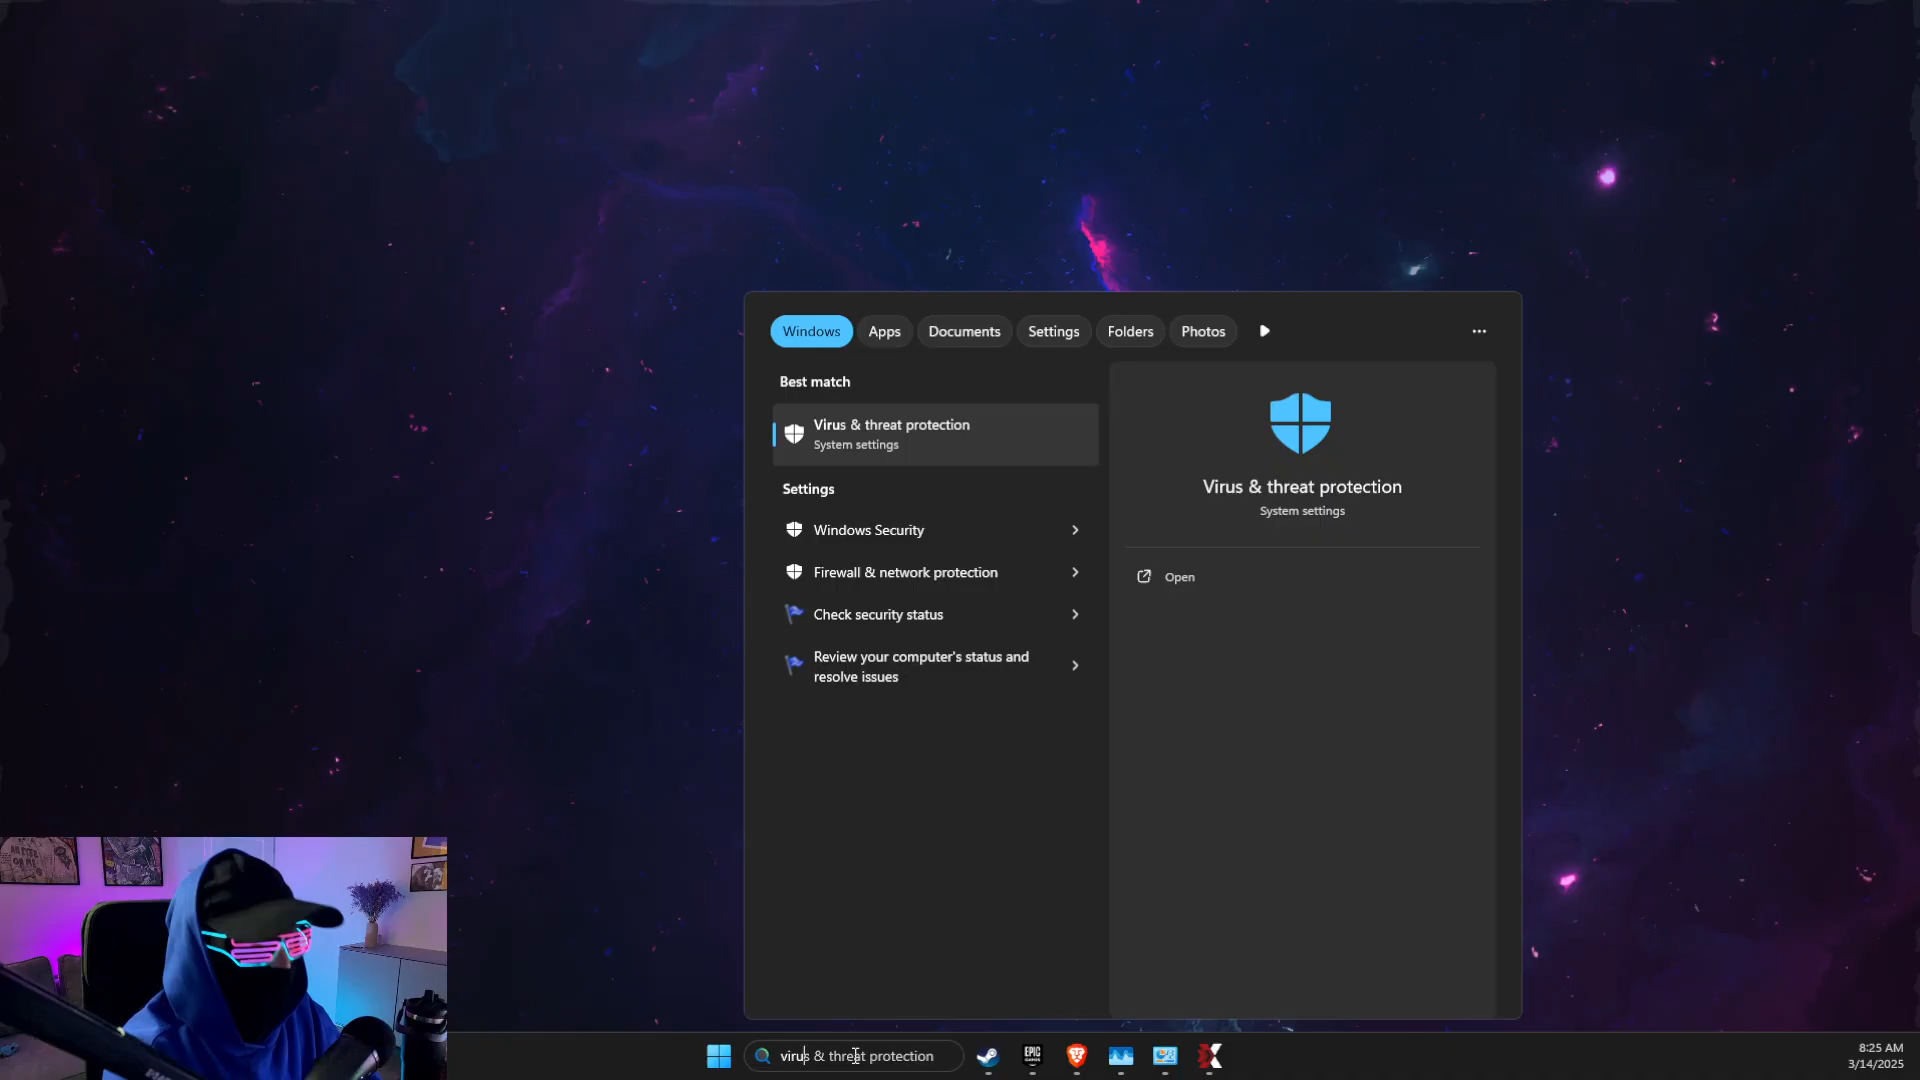 Windows
Apps
Documents
Settings
Folders
Photos
Best match
Virus & threat protection
System settings
Settings
Windows Security
Firewall & network protection
Check security status
Review your computer's status and
resolve issues
Virus & threat protection
System settings
Open
virus & threat protection
EPIC
GAMES
8:25 AM
3/14/2025